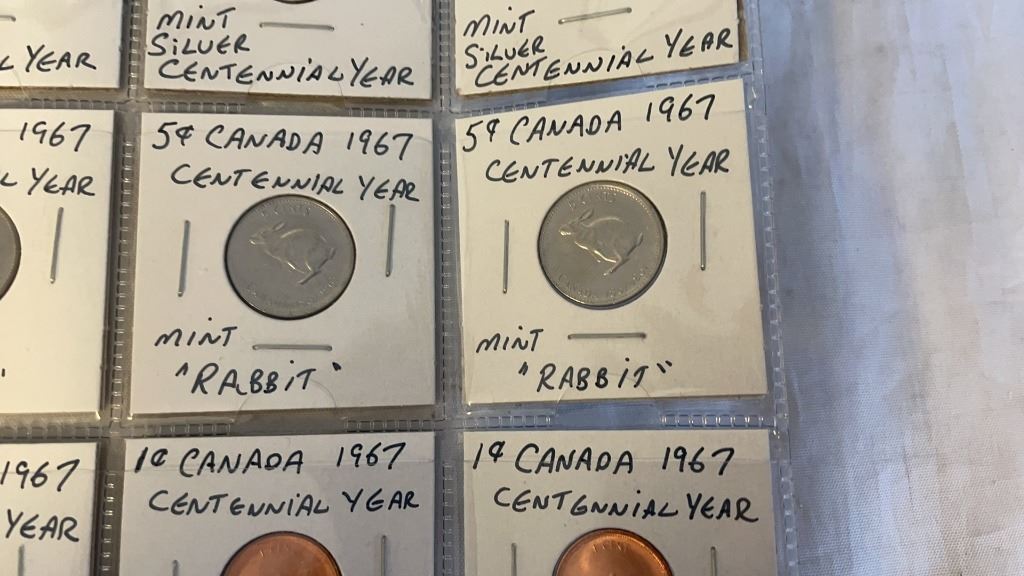 L YEAR
MINT
SILVER
CENTENNIAL YEAR
MINT
SILVER
CENTENNIAL YEAR
1967
L YEAR
5¢ CANADA 1967
CENTENNIAL YEAR
MINT
"RABBIT"
5¢ CANADA 1967
CENTENNIAL YEAR
MINT
"RABBIT"
1967
YEAR
1¢ CANADA 1967
CENTENNIAL YEAR
1¢ CANADA 1967
CENTENNIAL YEAR